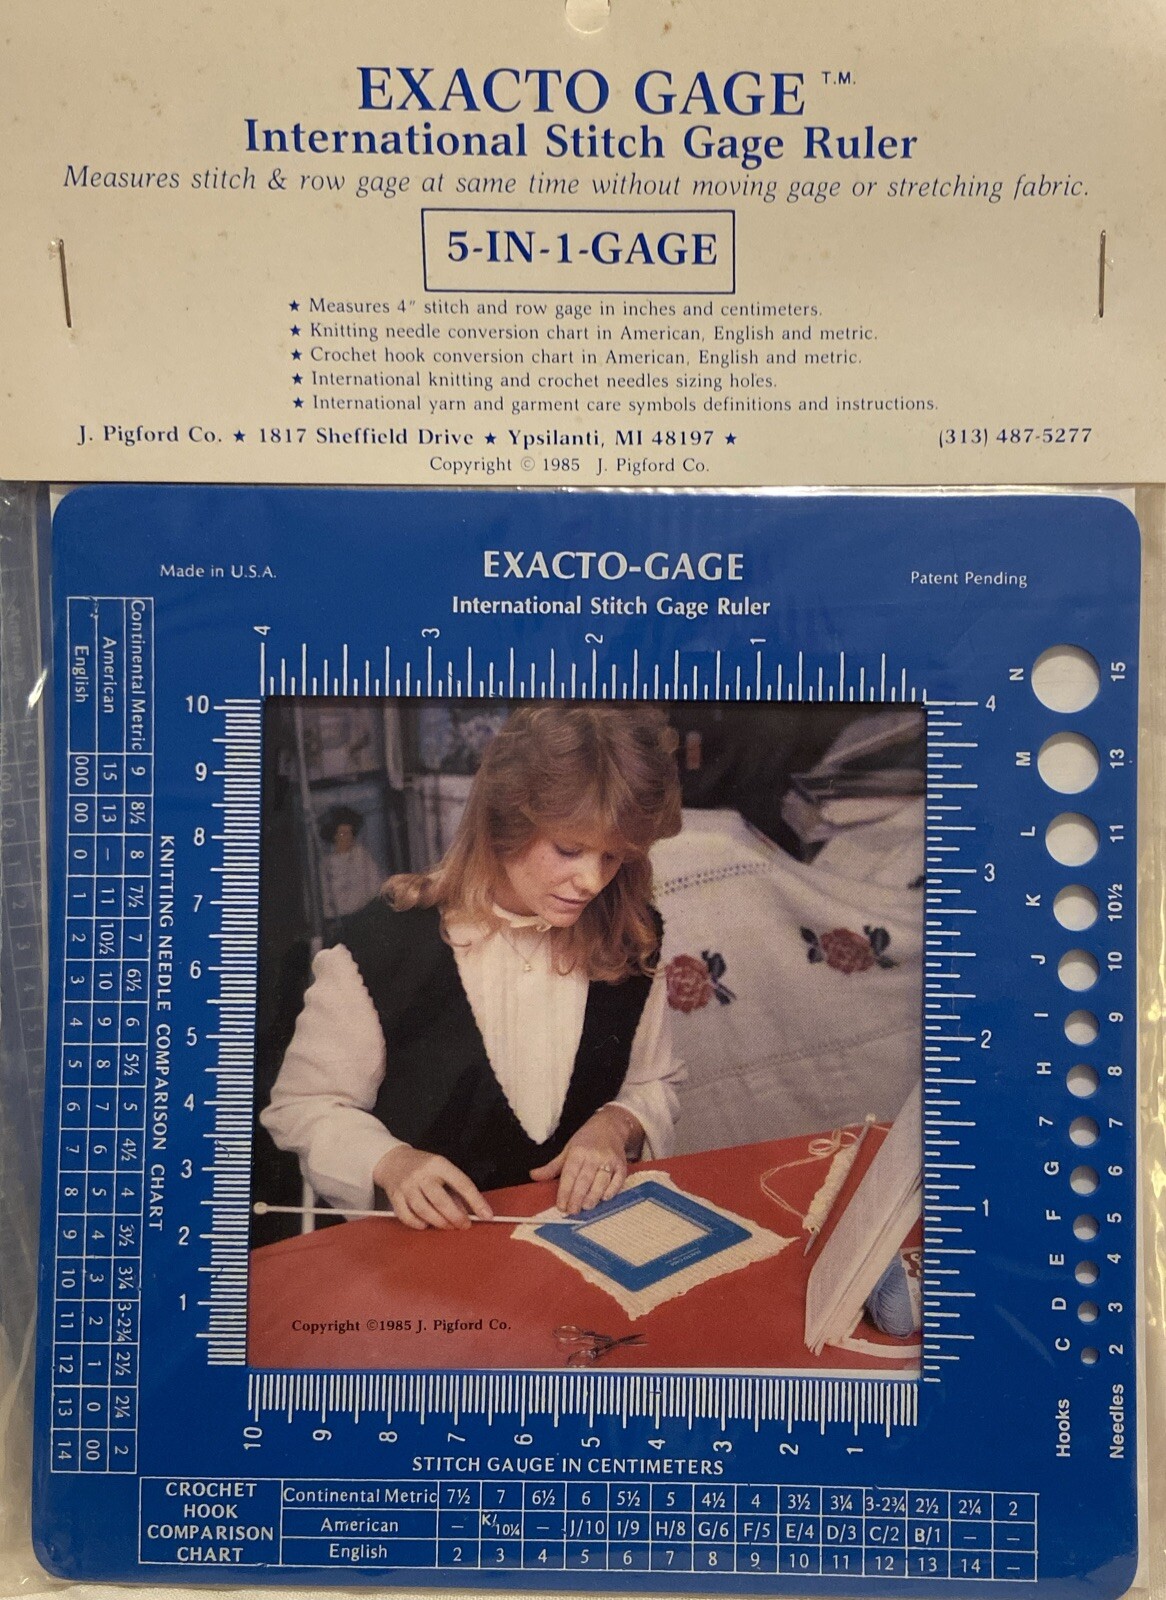 EXACTO GAGE T.M.
International Stitch Gage Ruler
Measures stitch & row gage at same time without moving gage or stretching fabric.
5-IN-1-GAGE
★ Measures 4" stitch and row gage in inches and centimeters.
★ Knitting needle conversion chart in American, English and metric.
★ Crochet hook conversion chart in American, English and metric.
★ International knitting and crochet needles sizing holes.
★ International yarn and garment care symbols definitions and instructions.
J. Pigford Co. ★ 1817 Sheffield Drive ★ Ypsilanti, MI 48197 ★ (313) 487-5277
Copyright © 1985 J. Pigford Co.
Made in U.S.A.
EXACTO-GAGE
Patent Pending
International Stitch Gage Ruler
4 3 2 1
Continental Metric 9 8½ 8 7½ 7 6½ 6 5½ 5 4½ 4 3½ 3¼ 3-2¾ 2½ 2¼ 2
American 15 13 – 11 10½ 10 9 8 7 6 5 4 3 2 1 0 00
English 000 00 0 1 2 3 4 5 6 7 8 9 10 11 12 13 14
KNITTING NEEDLE COMPARISON CHART
10 9 8 7 6 5 4 3 2 1
4 3 2 1
Hooks C D E F G 7 H I J K L M N
Needles 2 3 4 5 6 7 8 9 10 10½ 11 13 15
Copyright ©1985 J. Pigford Co.
10 9 8 7 6 5 4 3 2 1
STITCH GAUGE IN CENTIMETERS
CROCHET HOOK COMPARISON CHART
Continental Metric 7½ 7 6½ 6 5½ 5 4½ 4 3½ 3¼ 3-2¾ 2½ 2¼ 2
American – K/10¼ – J/10 I/9 H/8 G/6 F/5 E/4 D/3 C/2 B/1 – –
English 2 3 4 5 6 7 8 9 10 11 12 13 14 –